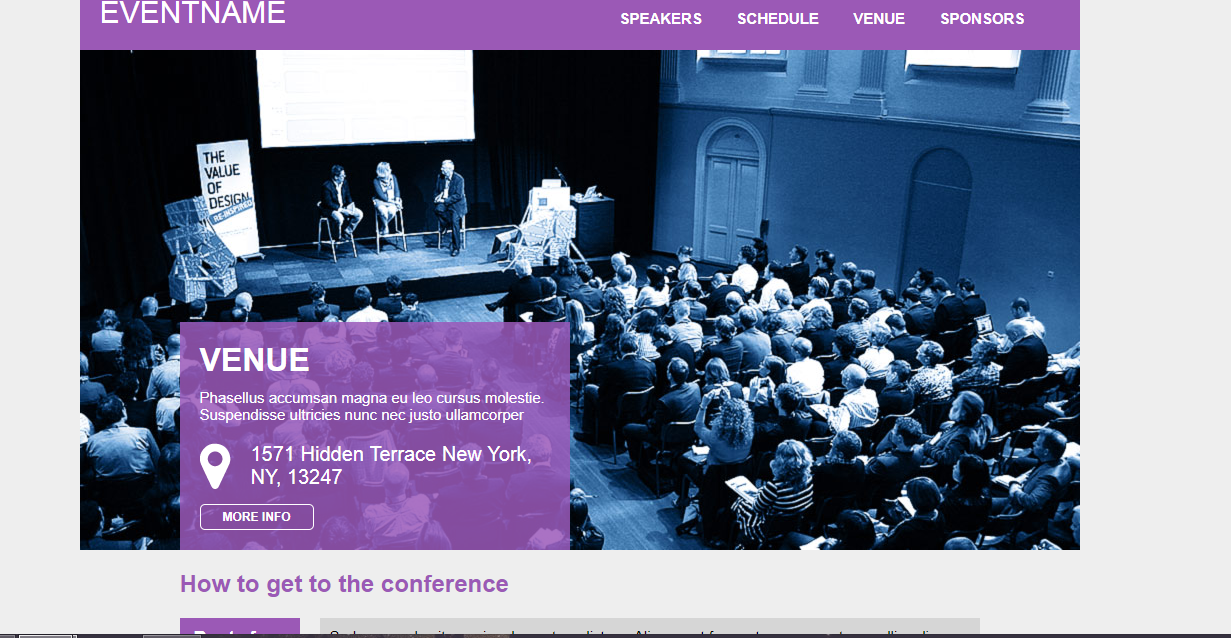 EVENTNAME
SPEAKERS SCHEDULE VENUE SPONSORS
THE
VALUE
OF
DESIGN
RE-INSPIRED
VENUE
Phasellus accumsan magna eu leo cursus molestie.
Suspendisse ultricies nunc nec justo ullamcorper
1571 Hidden Terrace New York,
NY, 13247
MORE INFO
How to get to the conference